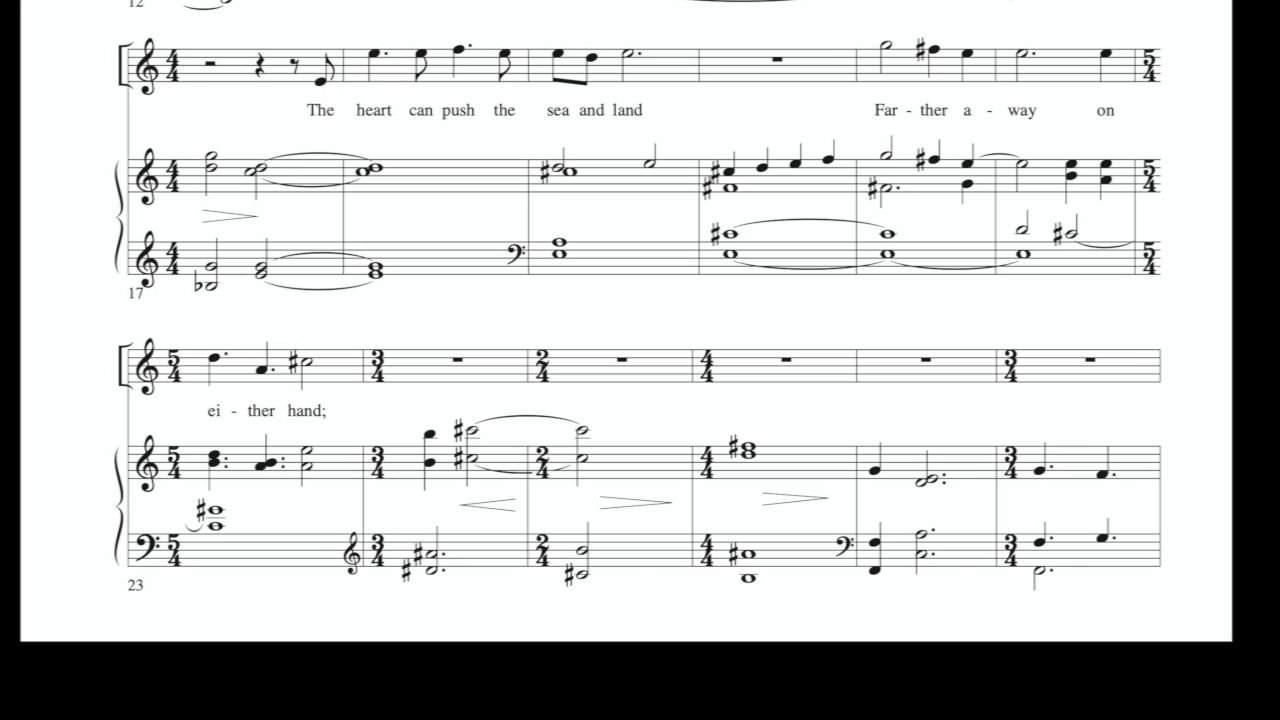 12
The heart can push the sea and land Far - ther a - way on
17
ei - ther hand;
23